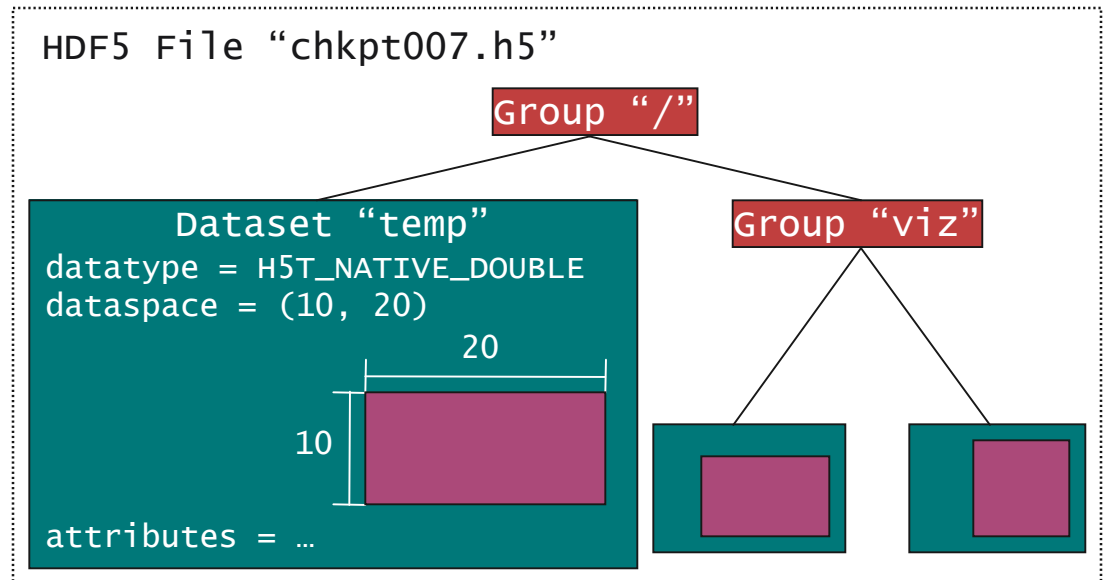 HDF5 File “chkpt007.h5”
Group “/”
Dataset “temp”
Group “viz”
datatype = H5T_NATIVE_DOUBLE
dataspace = (10, 20)
20
10
attributes = …